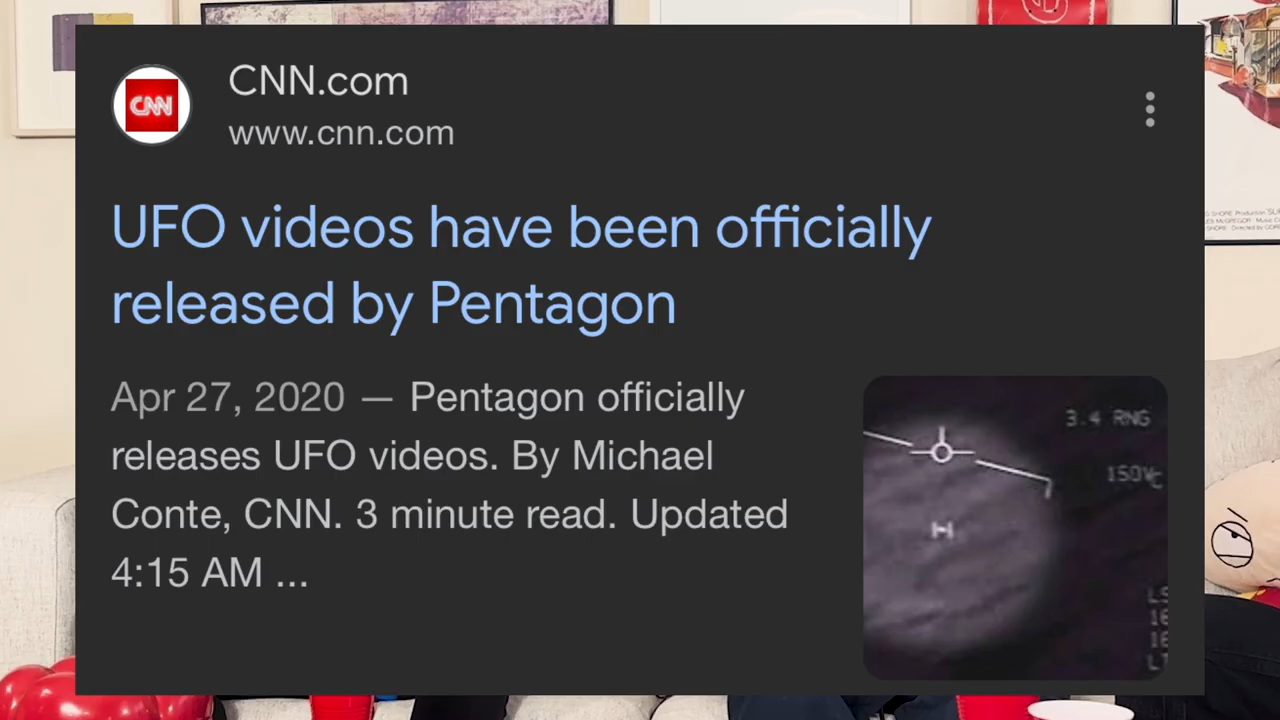 CNN
CNN.com
www.cnn.com
UFO videos have been officially
released by Pentagon
Apr 27, 2020 — Pentagon officially
releases UFO videos. By Michael
Conte, CNN. 3 minute read. Updated
4:15 AM ...
3.4 RNG
H